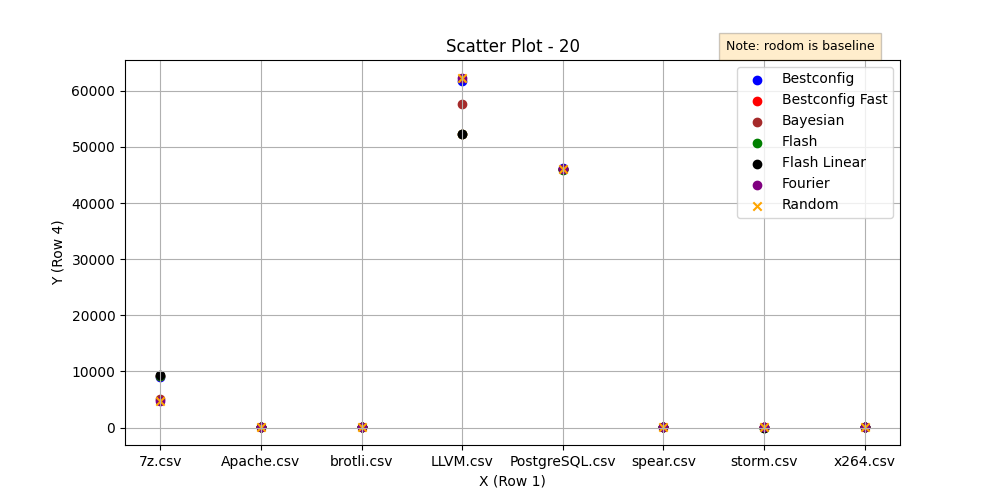 Scatter Plot - 20
Note: rodom is baseline
Bestconfig
Bestconfig Fast
Bayesian
Flash
Flash Linear
Fourier
Random
Y (Row 4)
60000
50000
40000
30000
20000
10000
0
7z.csv Apache.csv brotli.csv LLVM.csv PostgreSQL.csv spear.csv storm.csv x264.csv
X (Row 1)